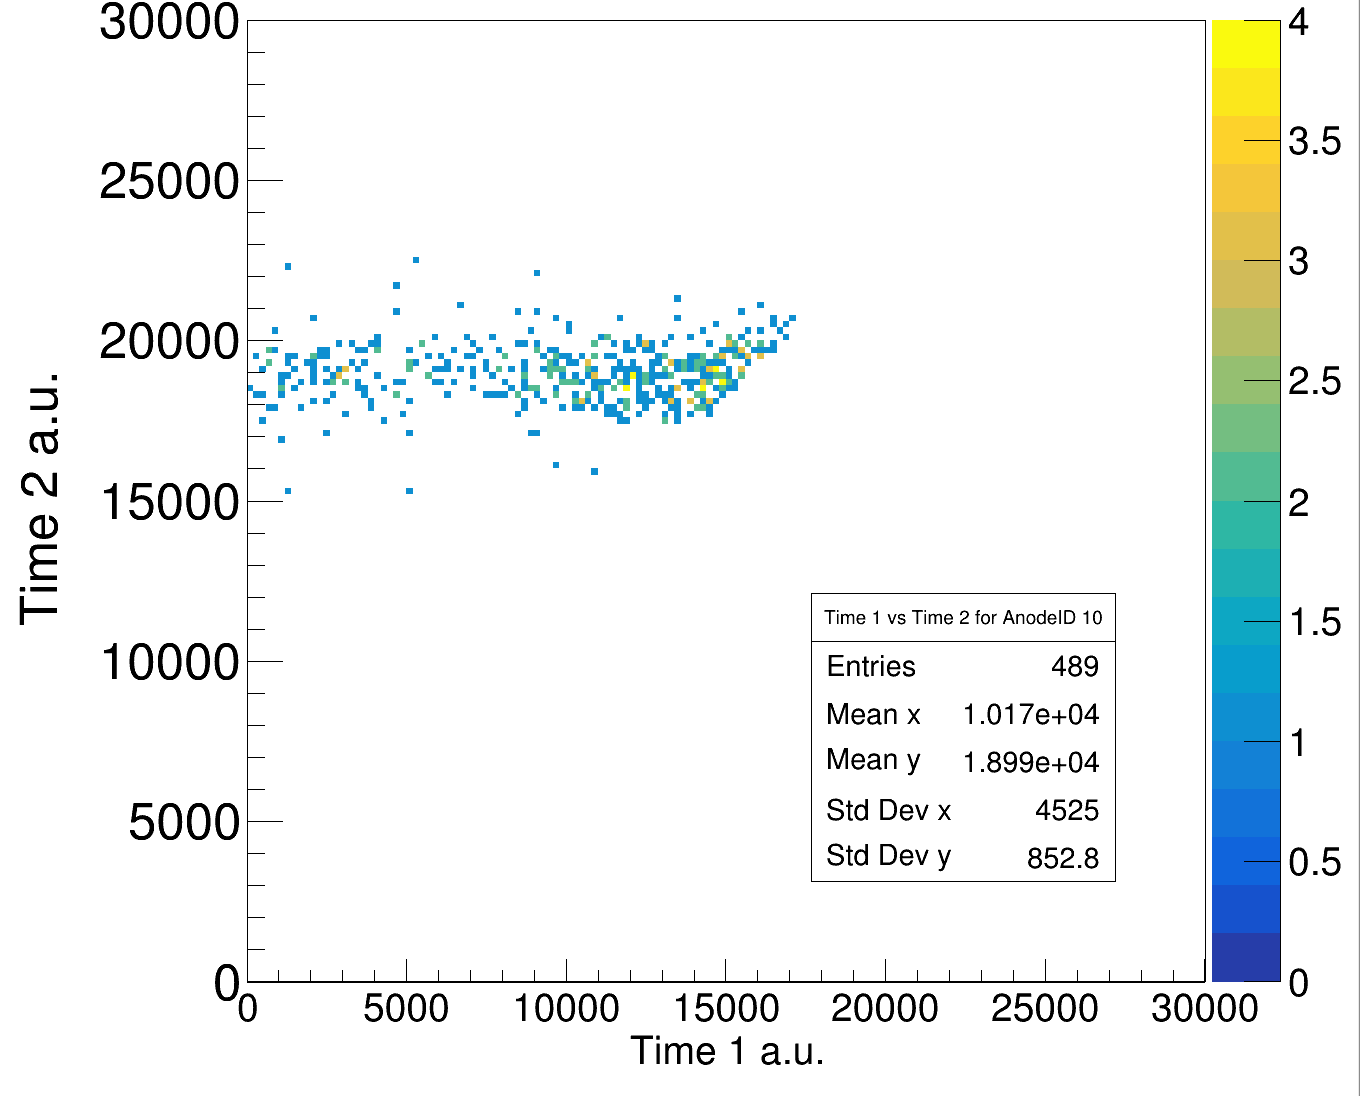 30000
25000
20000
15000
10000
5000
0
Time 2 a.u.
0 5000 10000 15000 20000 25000 30000
Time 1 a.u.
4
3.5
3
2.5
2
1.5
1
0.5
0
Time 1 vs Time 2 for AnodeID 10
Entries 489
Mean x 1.017e+04
Mean y 1.899e+04
Std Dev x 4525
Std Dev y 852.8